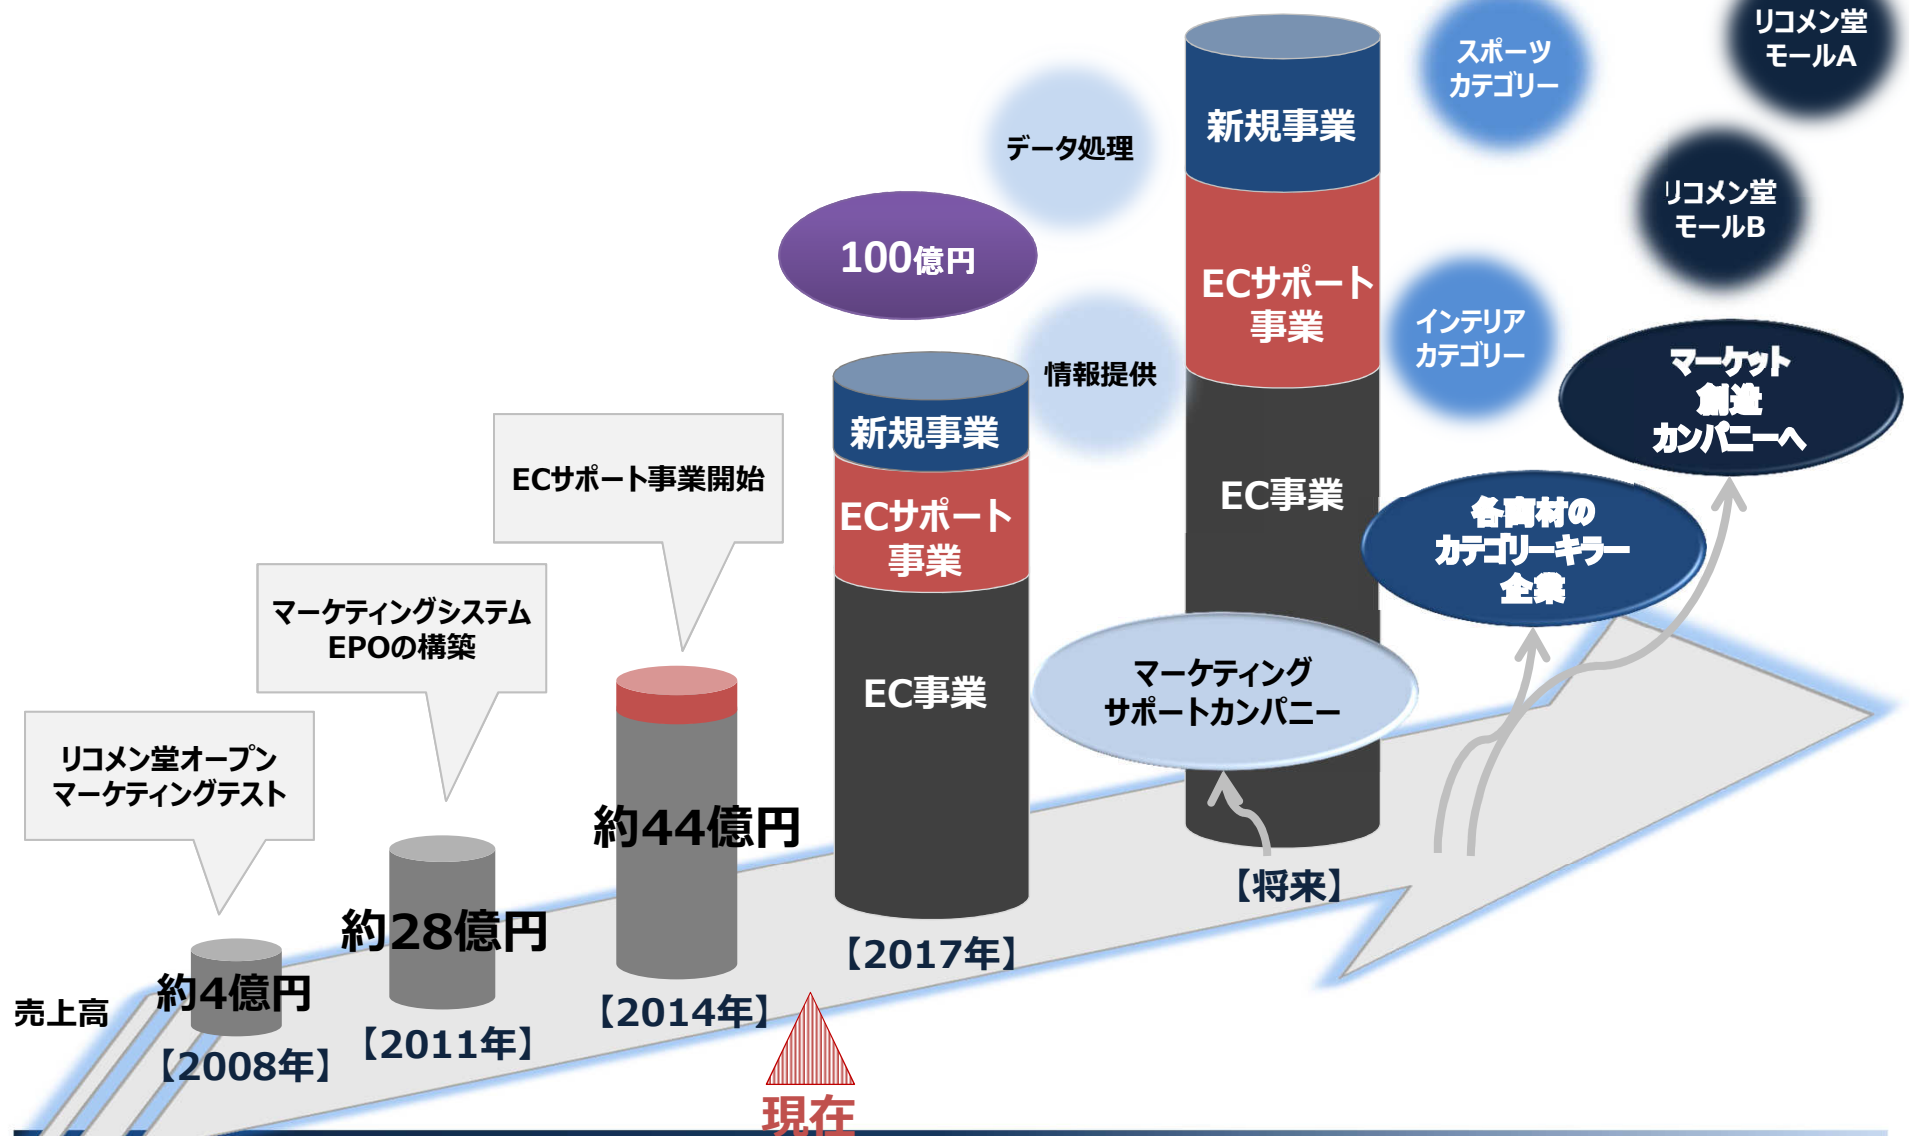 リコメン堂
モールA
スポーツ
カテゴリー
新規事業
データ処理
リコメン堂
モールB
100億円
ECサポート
事業
インテリア
カテゴリー
情報提供
マーケット
創造
カンパニーへ
新規事業
ECサポート事業開始
EC事業
各商材の
カテゴリーキラー
企業
ECサポート
事業
マーケティングシステム
EPOの構築
EC事業
マーケティング
サポートカンパニー
リコメン堂オープン
マーケティングテスト
約44億円
【将来】
約28億円
【2017年】
約4億円
売上高
【2014年】
【2011年】
【2008年】
現在